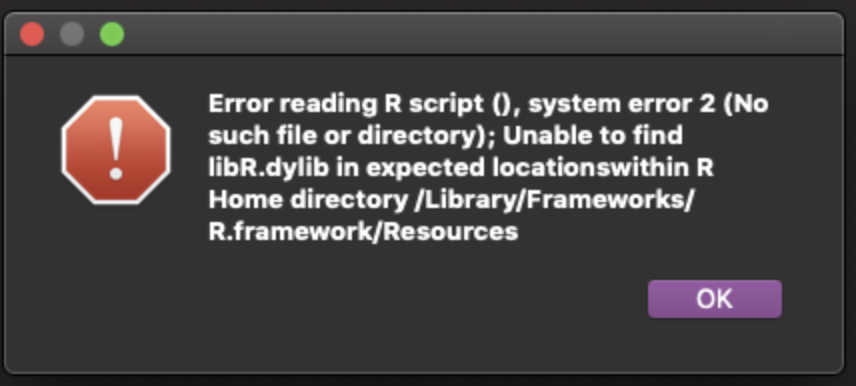 Error reading R script (), system error 2 (No
such file or directory); Unable to find
libR.dylib in expected locationswithin R
Home directory /Library/Frameworks/
R.framework/Resources
OK